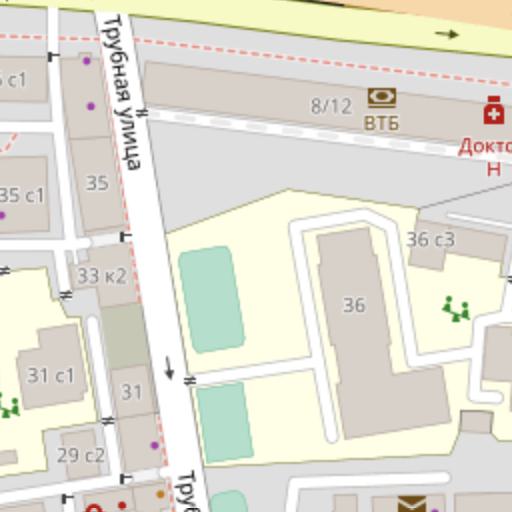 Трубная улица
5 с1
8/12
ВТБ
Докто
Н
35
35 с1
36 с3
33 к2
36
31 с1
31
29 с2
Труб